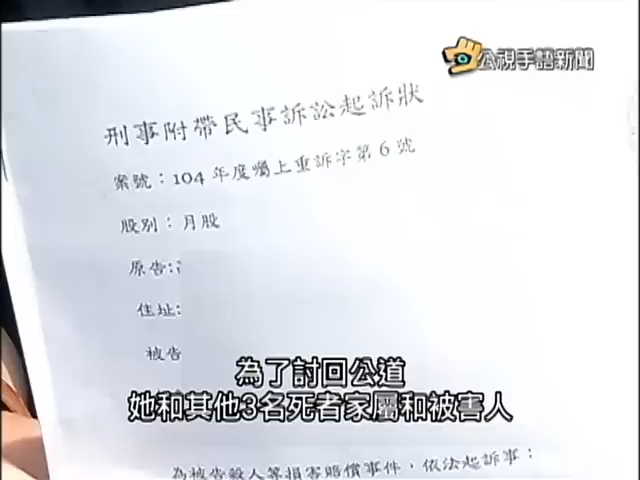 公視手語新聞
刑事附帶民事訴訟起訴狀
案號：104年度囑上重訴字第6號
股別：月股
原告:
住址:
被告
為了討回公道
她和其他3名死者家屬和被害人
為被告殺人等損害賠償事件，依法起訴事：